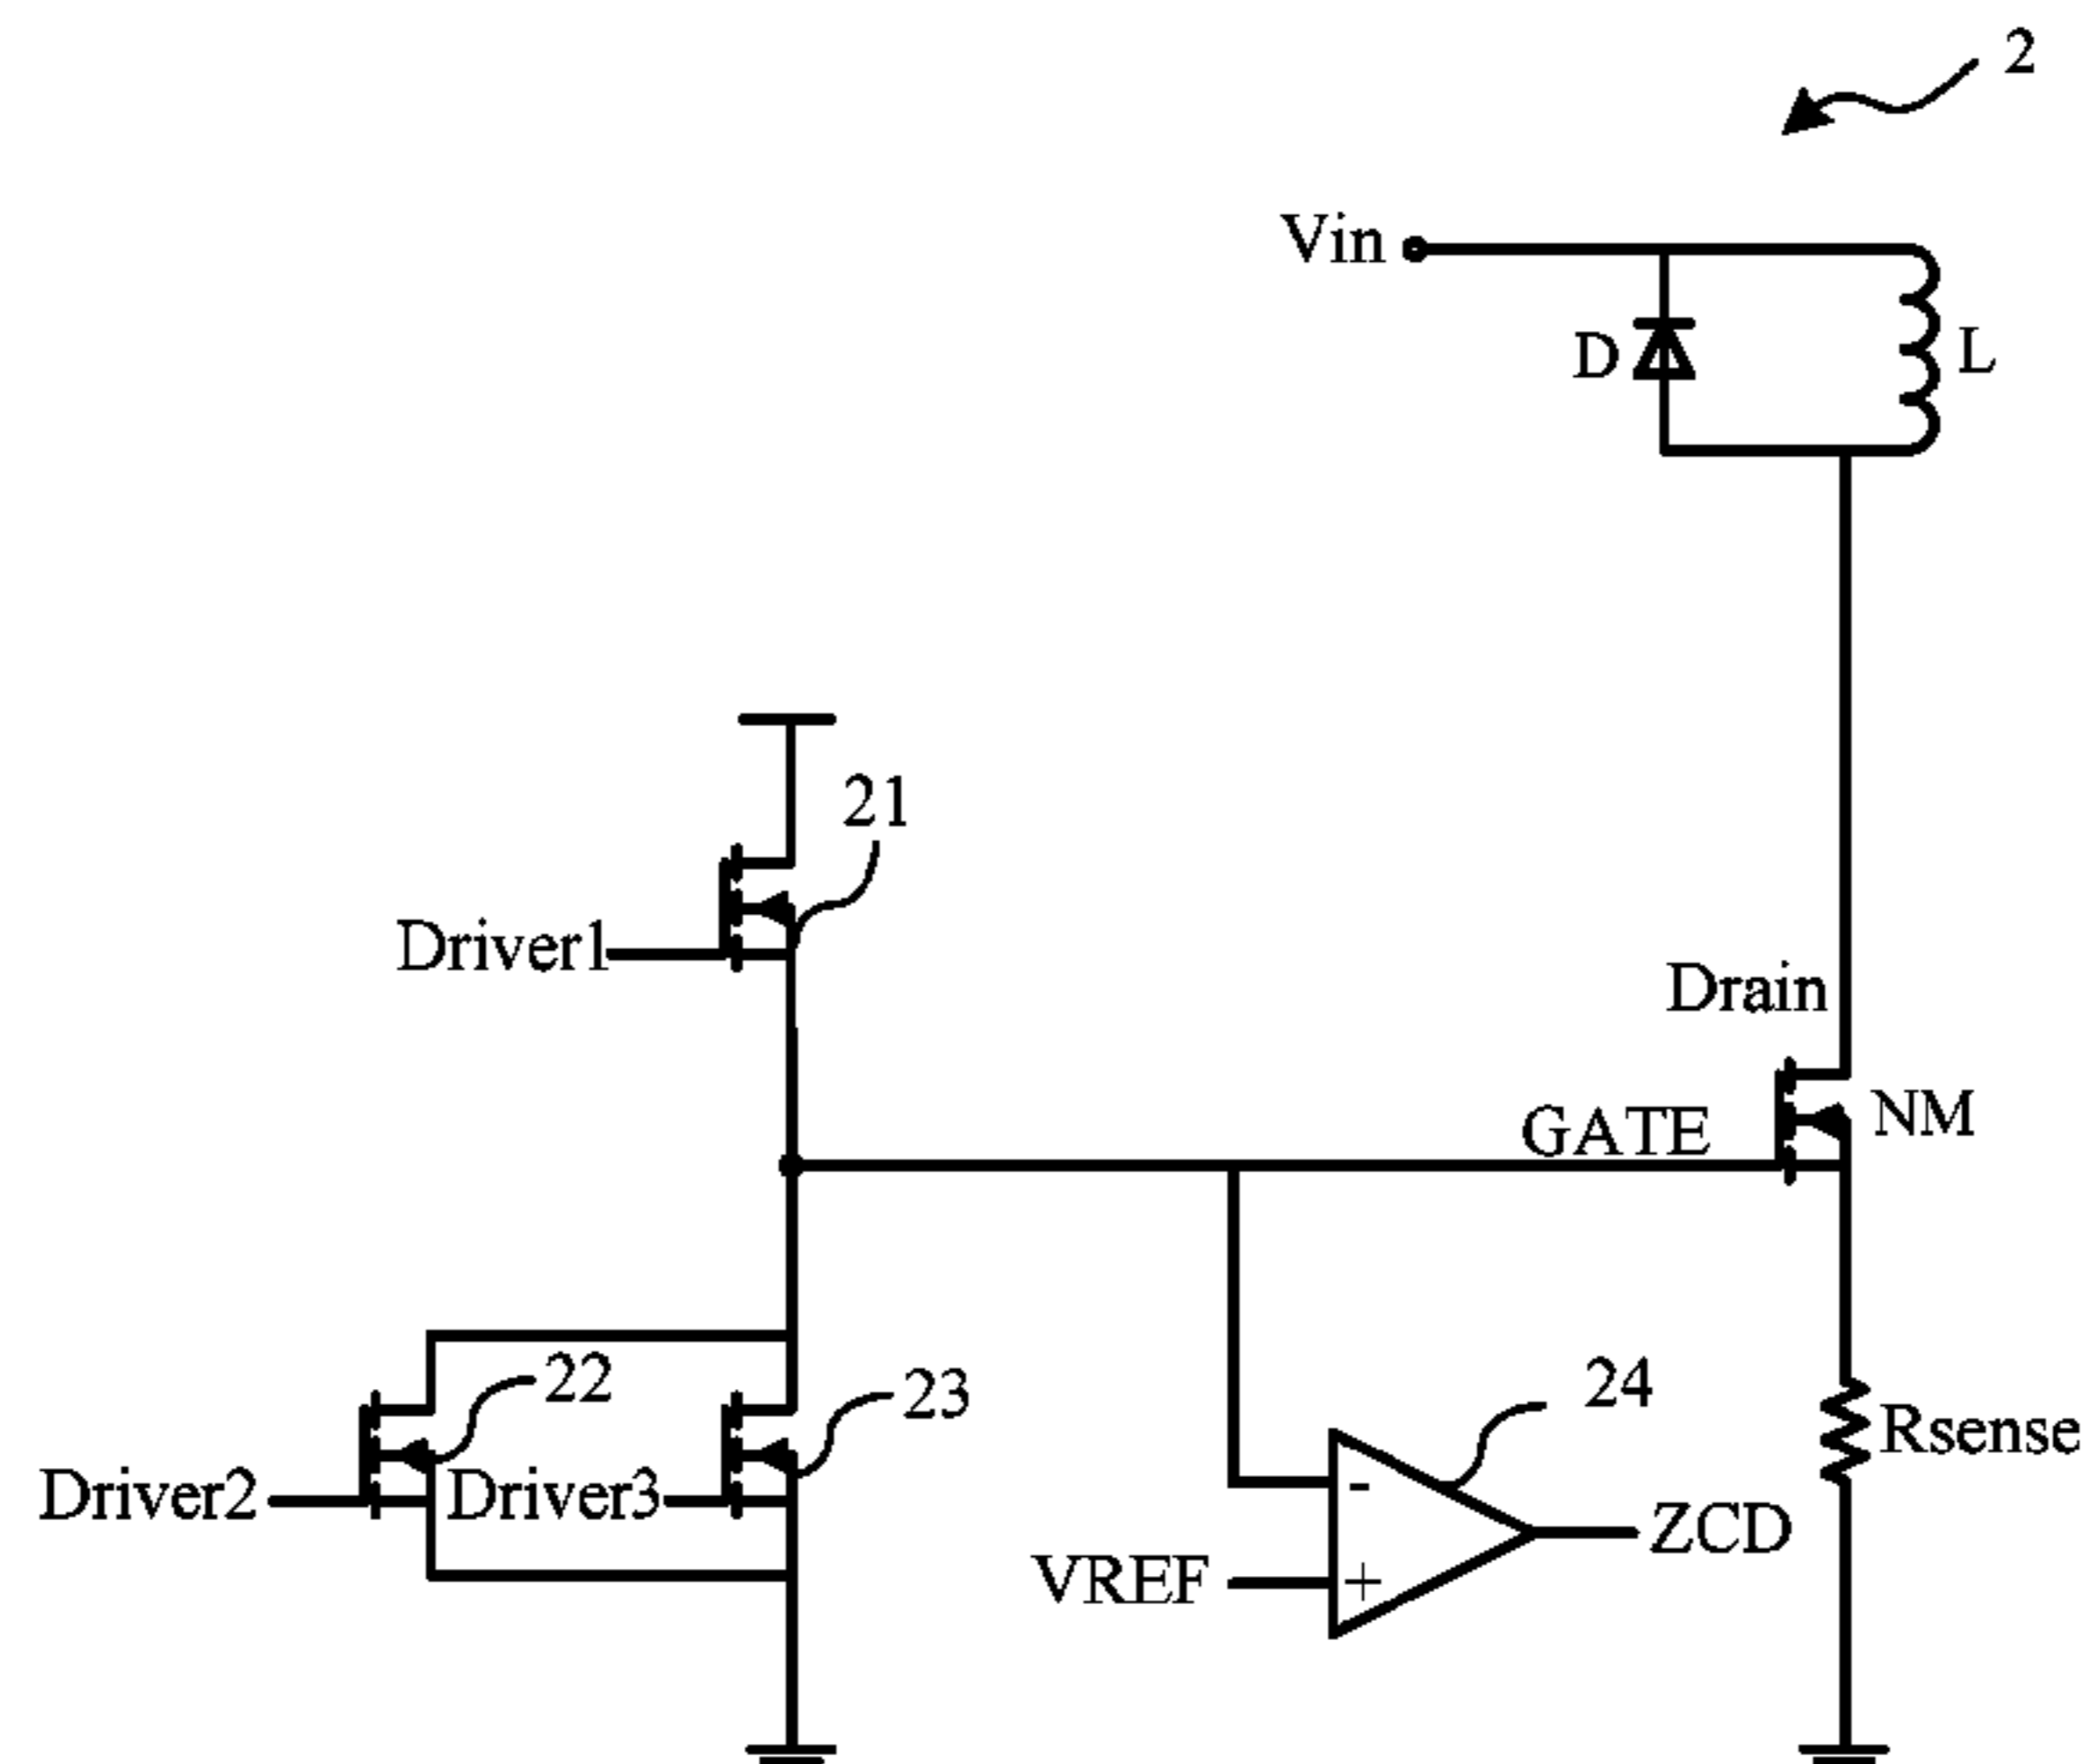 2
Vin
D
L
21
Driver1
Drain
GATE
NM
22
23
24
Rsense
Driver2
Driver3
-
ZCD
VREF
+